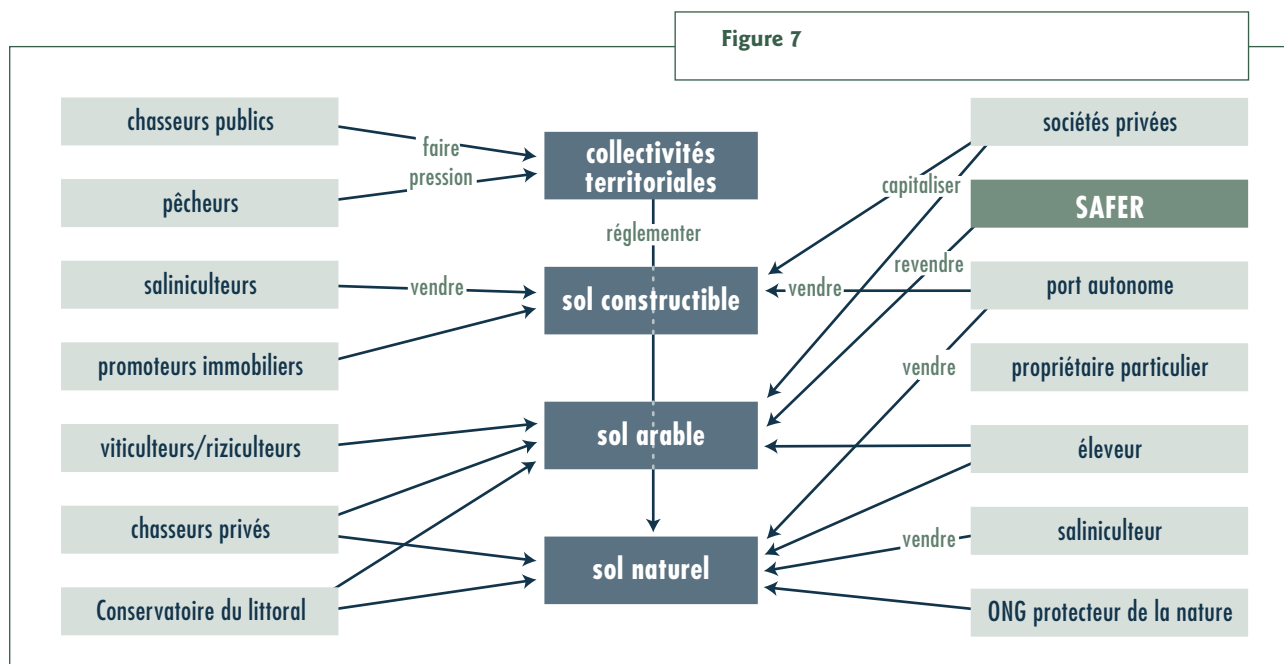 Figure 7
chasseurs publics
pêcheurs
saliniculteurs
promoteurs immobiliers
viticulteurs/riziculteurs
chasseurs privés
Conservatoire du littoral
faire
pression
vendre
collectivités
territoriales
réglementer
sol constructible
sol arable
sol naturel
capitaliser
revendre
vendre
vendre
vendre
sociétés privées
SAFER
port autonome
propriétaire particulier
éleveur
saliniculteur
ONG protecteur de la nature